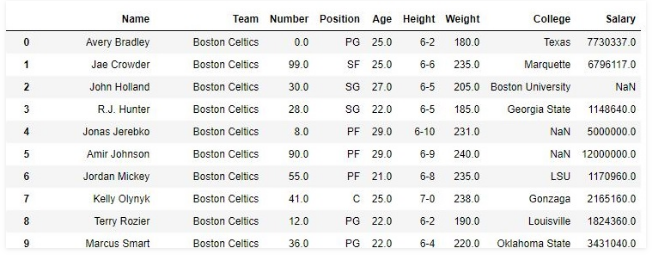 Name Team Number Position Age Height Weight College Salary
0 Avery Bradley Boston Celtics 0.0 PG 25.0 6-2 180.0 Texas 7730337.0
1 Jae Crowder Boston Celtics 99.0 SF 25.0 6-6 235.0 Marquette 6796117.0
2 John Holland Boston Celtics 30.0 SG 27.0 6-5 205.0 Boston University NaN
3 R.J. Hunter Boston Celtics 28.0 SG 22.0 6-5 185.0 Georgia State 1148640.0
4 Jonas Jerebko Boston Celtics 8.0 PF 29.0 6-10 231.0 NaN 5000000.0
5 Amir Johnson Boston Celtics 90.0 PF 29.0 6-9 240.0 NaN 12000000.0
6 Jordan Mickey Boston Celtics 55.0 PF 21.0 6-8 235.0 LSU 1170960.0
7 Kelly Olynyk Boston Celtics 41.0 C 25.0 7-0 238.0 Gonzaga 2165160.0
8 Terry Rozier Boston Celtics 12.0 PG 22.0 6-2 190.0 Louisville 1824360.0
9 Marcus Smart Boston Celtics 36.0 PG 22.0 6-4 220.0 Oklahoma State 3431040.0